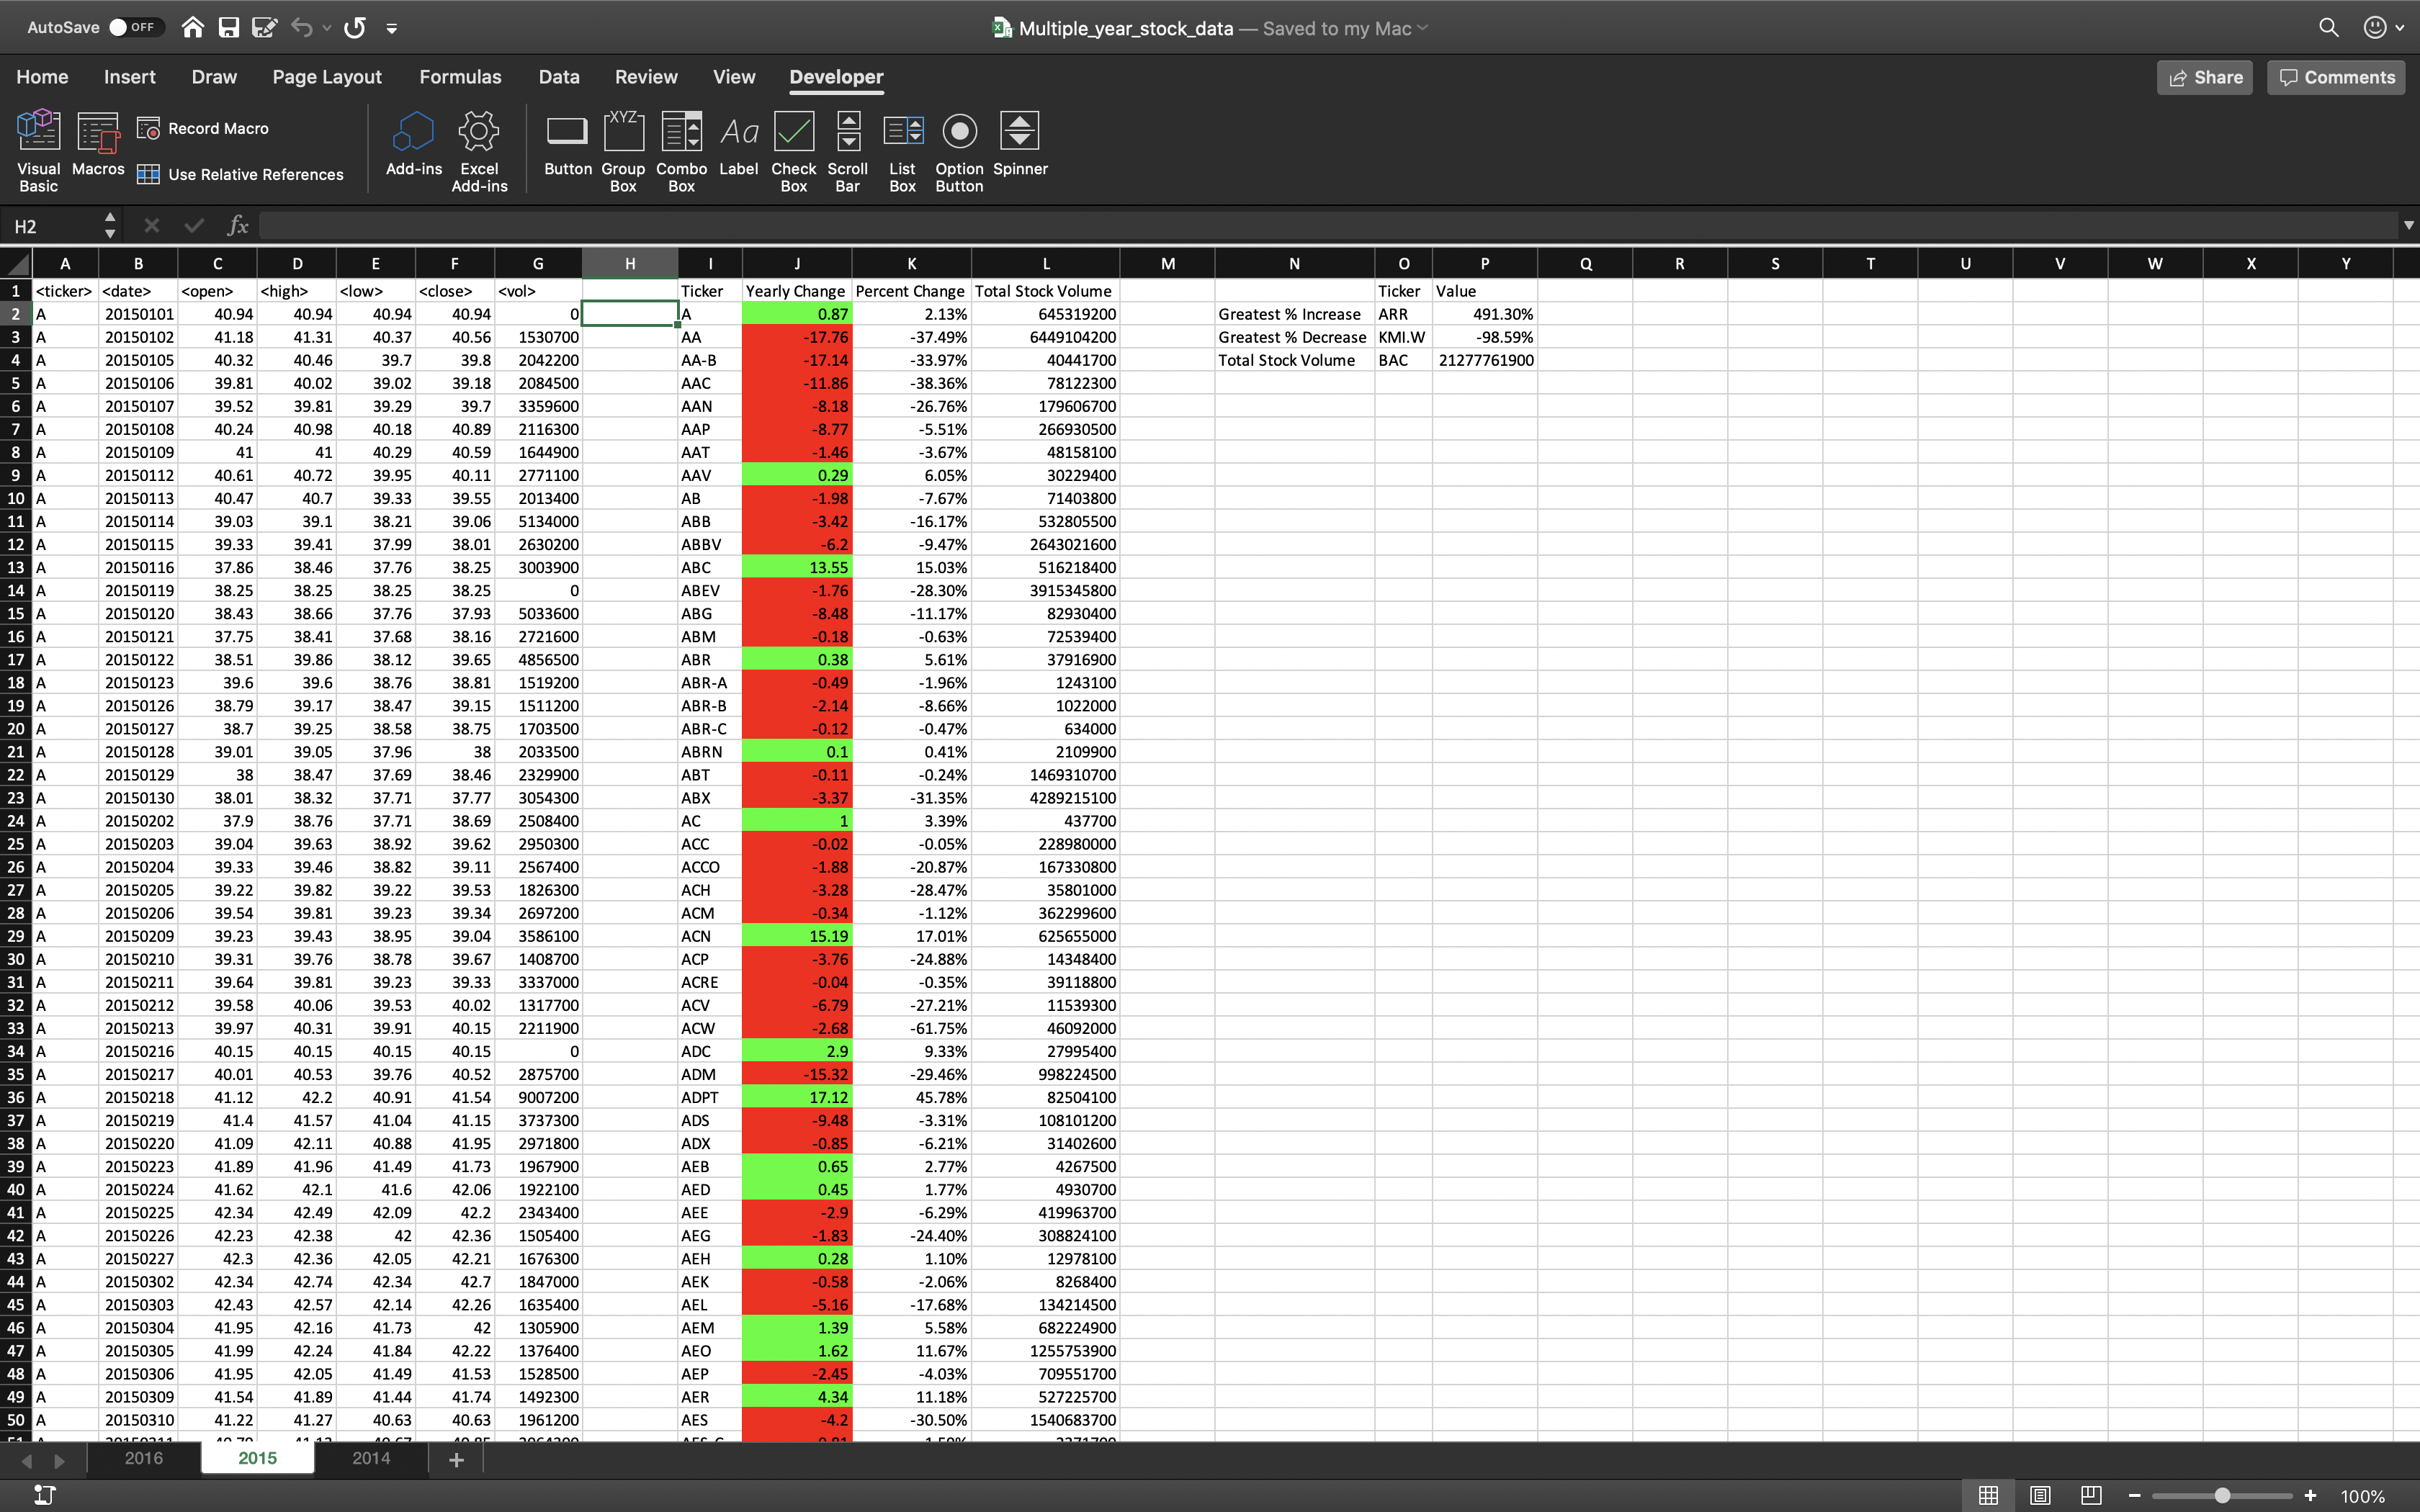 AutoSave OFF Multiple_year_stock_data — Saved to my Mac
Home Insert Draw Page Layout Formulas Data Review View Developer Share Comments
Visual Basic Macros Record Macro Use Relative References Add-ins Excel Add-ins Button XYZ Group Box Combo Box Aa Label Check Box Scroll Bar List Box Option Button Spinner
H2 fx
A B C D E F G H I J K L M N O P Q R S T U V W X Y
1 <ticker> <date> <open> <high> <low> <close> <vol> Ticker Yearly Change Percent Change Total Stock Volume Ticker Value
2 A 20150101 40.94 40.94 40.94 40.94 0 A 0.87 2.13% 645319200 Greatest % Increase ARR 491.30%
3 A 20150102 41.18 41.31 40.37 40.56 1530700 AA -17.76 -37.49% 6449104200 Greatest % Decrease KMI.W -98.59%
4 A 20150105 40.32 40.46 39.7 39.8 2042200 AA-B -17.14 -33.97% 40441700 Total Stock Volume BAC 21277761900
5 A 20150106 39.81 40.02 39.02 39.18 2084500 AAC -11.86 -38.36% 78122300
6 A 20150107 39.52 39.81 39.29 39.7 3359600 AAN -8.18 -26.76% 179606700
7 A 20150108 40.24 40.98 40.18 40.89 2116300 AAP -8.77 -5.51% 266930500
8 A 20150109 41 41 40.29 40.59 1644900 AAT -1.46 -3.67% 48158100
9 A 20150112 40.61 40.72 39.95 40.11 2771100 AAV 0.29 6.05% 30229400
10 A 20150113 40.47 40.7 39.33 39.55 2013400 AB -1.98 -7.67% 71403800
11 A 20150114 39.03 39.1 38.21 39.06 5134000 ABB -3.42 -16.17% 532805500
12 A 20150115 39.33 39.41 37.99 38.01 2630200 ABBV -6.2 -9.47% 2643021600
13 A 20150116 37.86 38.46 37.76 38.25 3003900 ABC 13.55 15.03% 516218400
14 A 20150119 38.25 38.25 38.25 38.25 0 ABEV -1.76 -28.30% 3915345800
15 A 20150120 38.43 38.66 37.76 37.93 5033600 ABG -8.48 -11.17% 82930400
16 A 20150121 37.75 38.41 37.68 38.16 2721600 ABM -0.18 -0.63% 72539400
17 A 20150122 38.51 39.86 38.12 39.65 4856500 ABR 0.38 5.61% 37916900
18 A 20150123 39.6 39.6 38.76 38.81 1519200 ABR-A -0.49 -1.96% 1243100
19 A 20150126 38.79 39.17 38.47 39.15 1511200 ABR-B -2.14 -8.66% 1022000
20 A 20150127 38.7 39.25 38.58 38.75 1703500 ABR-C -0.12 -0.47% 634000
21 A 20150128 39.01 39.05 37.96 38 2033500 ABRN 0.1 0.41% 2109900
22 A 20150129 38 38.47 37.69 38.46 2329900 ABT -0.11 -0.24% 1469310700
23 A 20150130 38.01 38.32 37.71 37.77 3054300 ABX -3.37 -31.35% 4289215100
24 A 20150202 37.9 38.76 37.71 38.69 2508400 AC 1 3.39% 437700
25 A 20150203 39.04 39.63 38.92 39.62 2950300 ACC -0.02 -0.05% 228980000
26 A 20150204 39.33 39.46 38.82 39.11 2567400 ACCO -1.88 -20.87% 167330800
27 A 20150205 39.22 39.82 39.22 39.53 1826300 ACH -3.28 -28.47% 35801000
28 A 20150206 39.54 39.81 39.23 39.34 2697200 ACM -0.34 -1.12% 362299600
29 A 20150209 39.23 39.43 38.95 39.04 3586100 ACN 15.19 17.01% 625655000
30 A 20150210 39.31 39.76 38.78 39.67 1408700 ACP -3.76 -24.88% 14348400
31 A 20150211 39.64 39.81 39.23 39.33 3337000 ACRE -0.04 -0.35% 39118800
32 A 20150212 39.58 40.06 39.53 40.02 1317700 ACV -6.79 -27.21% 11539300
33 A 20150213 39.97 40.31 39.91 40.15 2211900 ACW -2.68 -61.75% 46092000
34 A 20150216 40.15 40.15 40.15 40.15 0 ADC 2.9 9.33% 27995400
35 A 20150217 40.01 40.53 39.76 40.52 2875700 ADM -15.32 -29.46% 998224500
36 A 20150218 41.12 42.2 40.91 41.54 9007200 ADPT 17.12 45.78% 82504100
37 A 20150219 41.4 41.57 41.04 41.15 3737300 ADS -9.48 -3.31% 108101200
38 A 20150220 41.09 42.11 40.88 41.95 2971800 ADX -0.85 -6.21% 31402600
39 A 20150223 41.89 41.96 41.49 41.73 1967900 AEB 0.65 2.77% 4267500
40 A 20150224 41.62 42.1 41.6 42.06 1922100 AED 0.45 1.77% 4930700
41 A 20150225 42.34 42.49 42.09 42.2 2343400 AEE -2.9 -6.29% 419963700
42 A 20150226 42.23 42.38 42 42.36 1505400 AEG -1.83 -24.40% 308824100
43 A 20150227 42.3 42.36 42.05 42.21 1676300 AEH 0.28 1.10% 12978100
44 A 20150302 42.34 42.74 42.34 42.7 1847000 AEK -0.58 -2.06% 8268400
45 A 20150303 42.43 42.57 42.14 42.26 1635400 AEL -5.16 -17.68% 134214500
46 A 20150304 41.95 42.16 41.73 42 1305900 AEM 1.39 5.58% 682224900
47 A 20150305 41.99 42.24 41.84 42.22 1376400 AEO 1.62 11.67% 1255753900
48 A 20150306 41.95 42.05 41.49 41.53 1528500 AEP -2.45 -4.03% 709551700
49 A 20150309 41.54 41.89 41.44 41.74 1492300 AER 4.34 11.18% 527225700
50 A 20150310 41.22 41.27 40.63 40.63 1961200 AES -4.2 -30.50% 1540683700
2016 2015 2014 +
100%